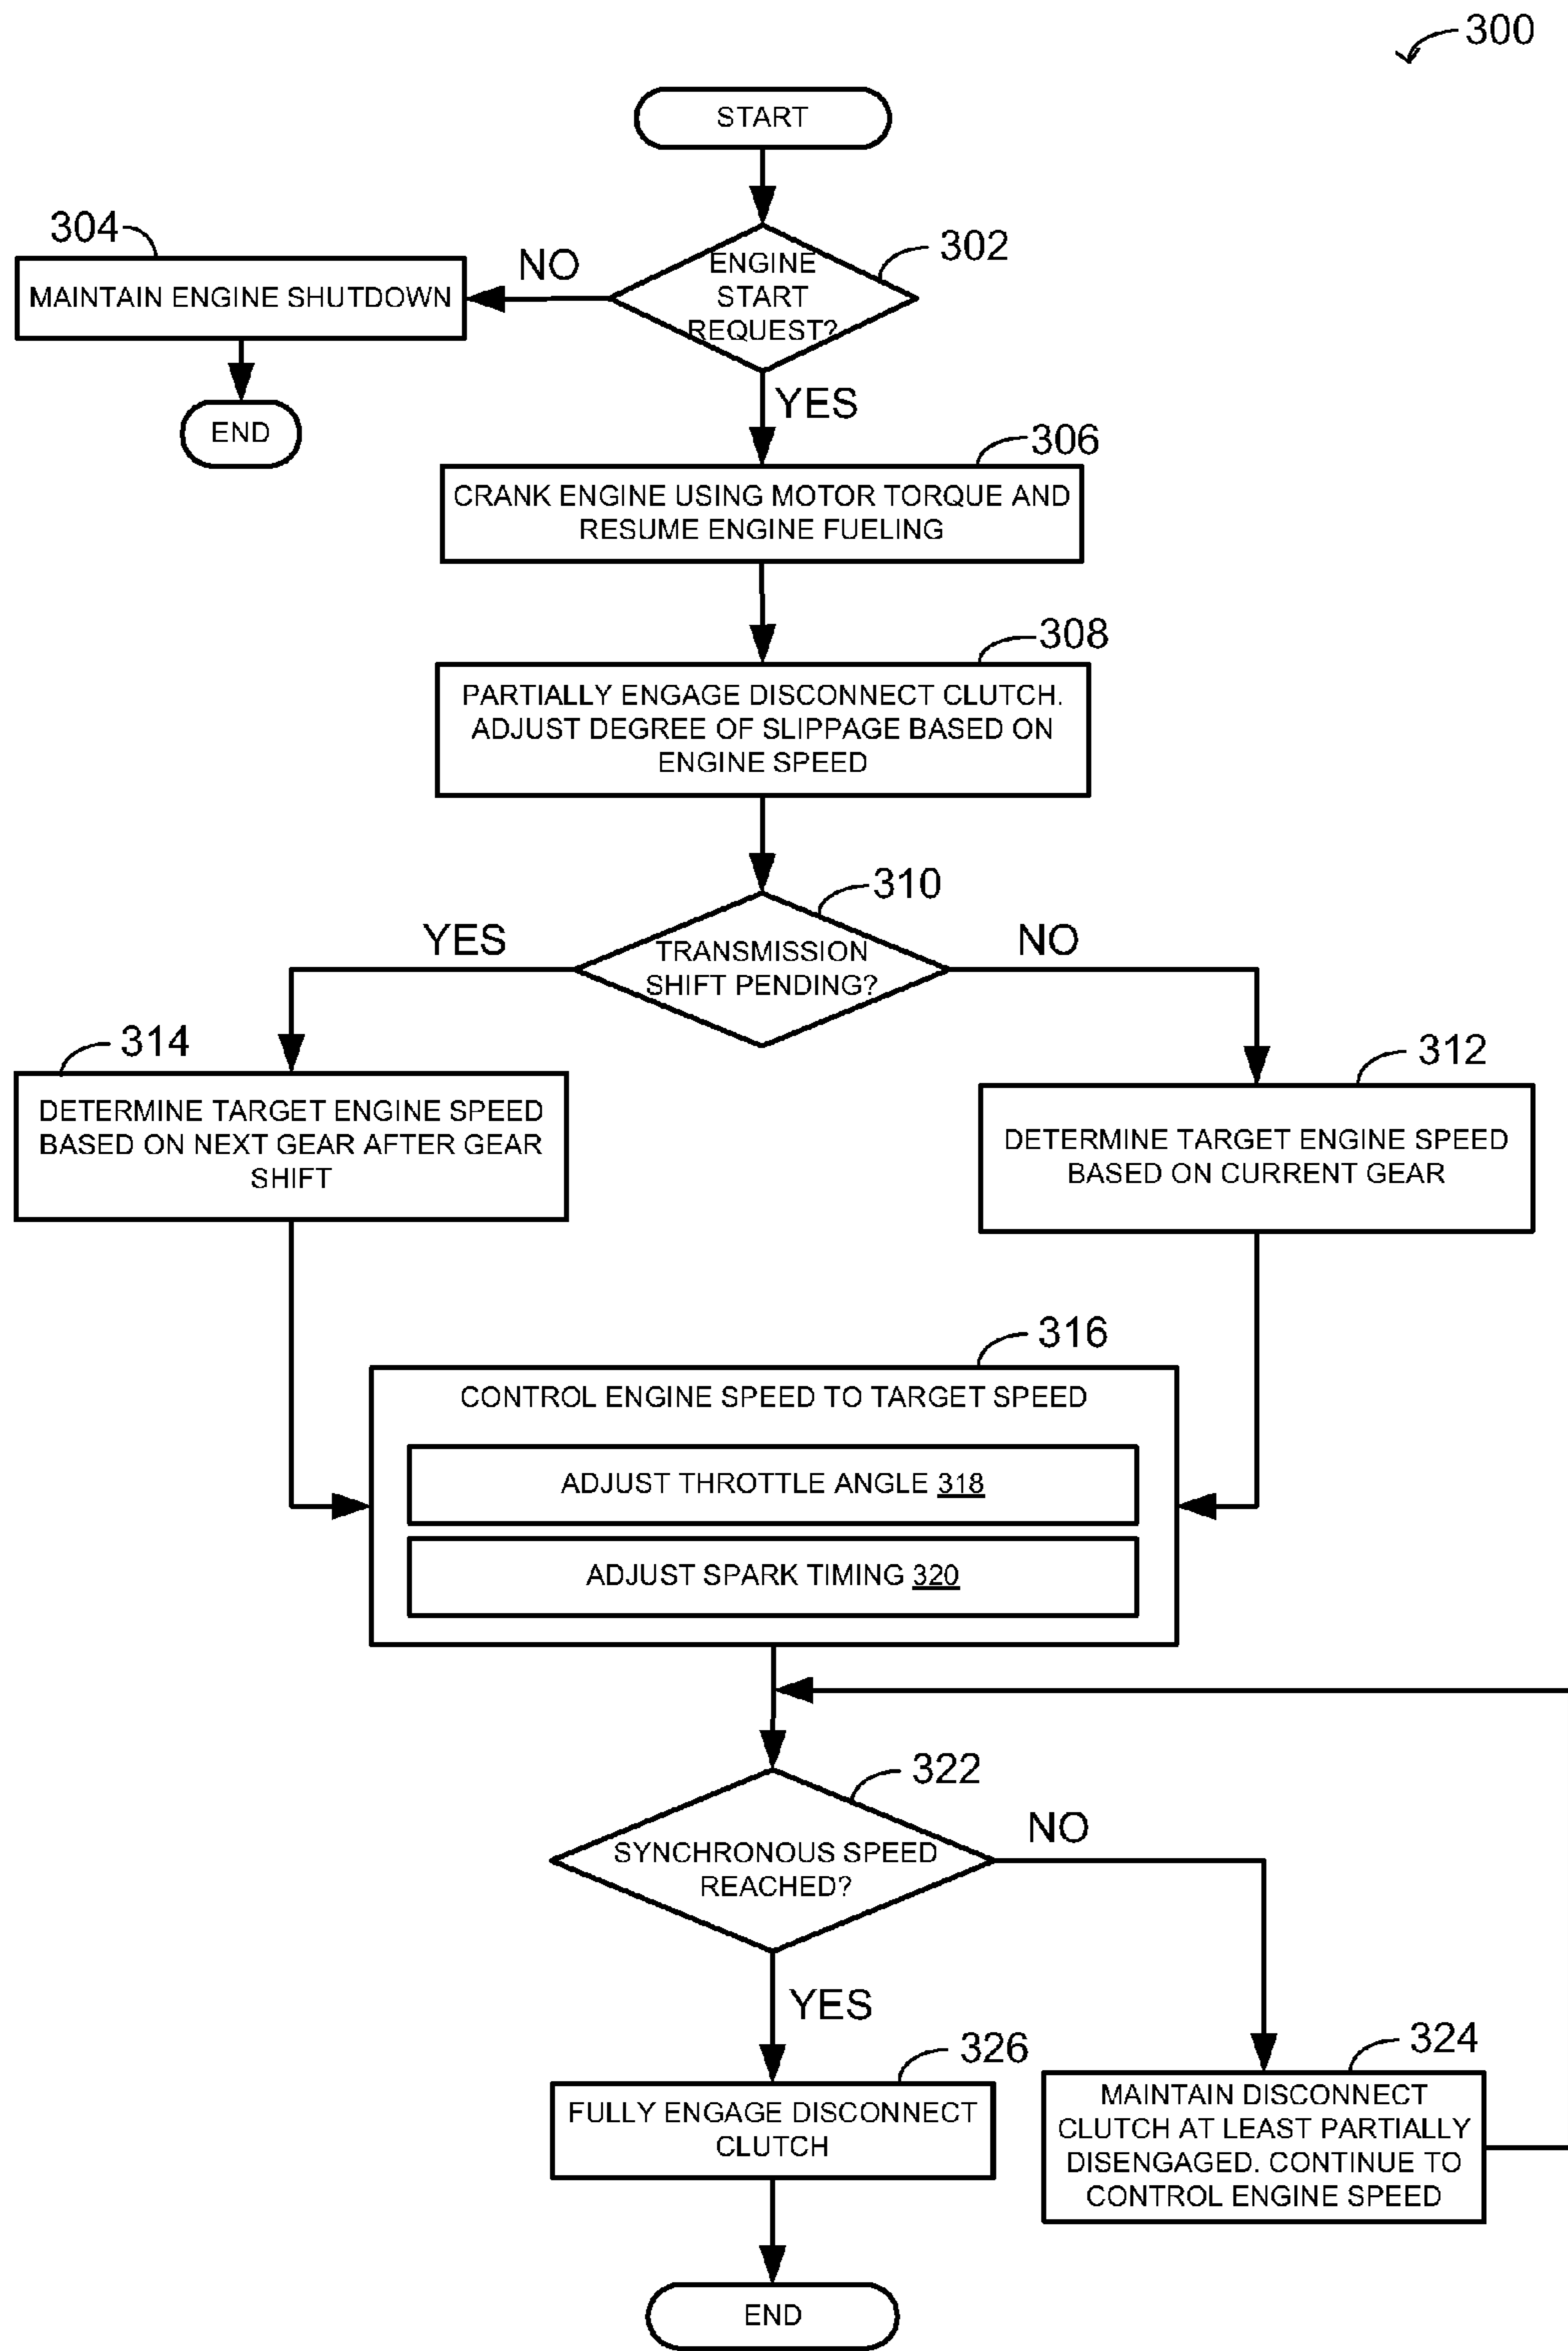 300
START
304
302
NO
ENGINE
START
REQUEST?
MAINTAIN ENGINE SHUTDOWN
END
YES
306
CRANK ENGINE USING MOTOR TORQUE AND
RESUME ENGINE FUELING
308
PARTIALLY ENGAGE DISCONNECT CLUTCH.
ADJUST DEGREE OF SLIPPAGE BASED ON
ENGINE SPEED
310
YES
NO
TRANSMISSION
SHIFT PENDING?
314
312
DETERMINE TARGET ENGINE SPEED
BASED ON NEXT GEAR AFTER GEAR
SHIFT
DETERMINE TARGET ENGINE SPEED
BASED ON CURRENT GEAR
316
CONTROL ENGINE SPEED TO TARGET SPEED
ADJUST THROTTLE ANGLE 318
ADJUST SPARK TIMING 320
322
NO
SYNCHRONOUS SPEED
REACHED?
YES
326
324
FULLY ENGAGE DISCONNECT
CLUTCH
MAINTAIN DISCONNECT
CLUTCH AT LEAST PARTIALLY
DISENGAGED. CONTINUE TO
CONTROL ENGINE SPEED
END